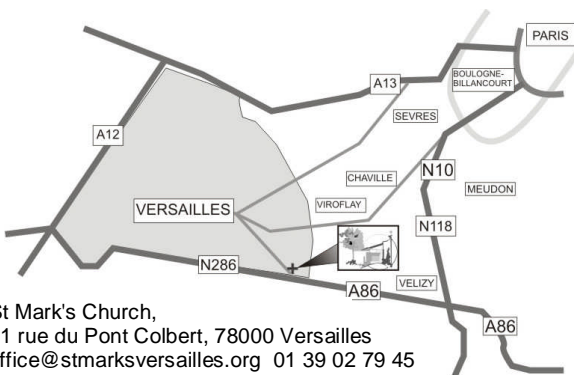 PARIS
BOULOGNE-
BILLANCOURT
A13
SEVRES
A12
N10
CHAVILLE
MEUDON
VIROFLAY
VERSAILLES
N118
N286
VELIZY
A86
A86
t Mark's Church,
1 rue du Pont Colbert, 78000 Versailles
ffice@stmarksversailles.org 01 39 02 79 45